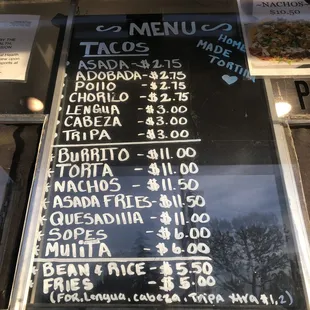 MENU
TACOS
HOME
MADE
TORTILL
ASADA - $2.75
ADOBADA - $2.75
POLLO - $2.75
CHORILO - $2.75
LENGUA - $3.00
CABEZA - $3.00
TRIPA - $3.00
BURRITO - $11.00
TORTA - $11.00
NACHOS - $11.50
ASADA FRIES - $11.50
QUESADILLA - $11.00
SOPES - $6.00
MULITA - $6.00
BEAN & RICE - $5.50
FRIES - $5.00
(For, Lengua, cabeza, Tripa xtra $1,2)
NACHOS
$10.50